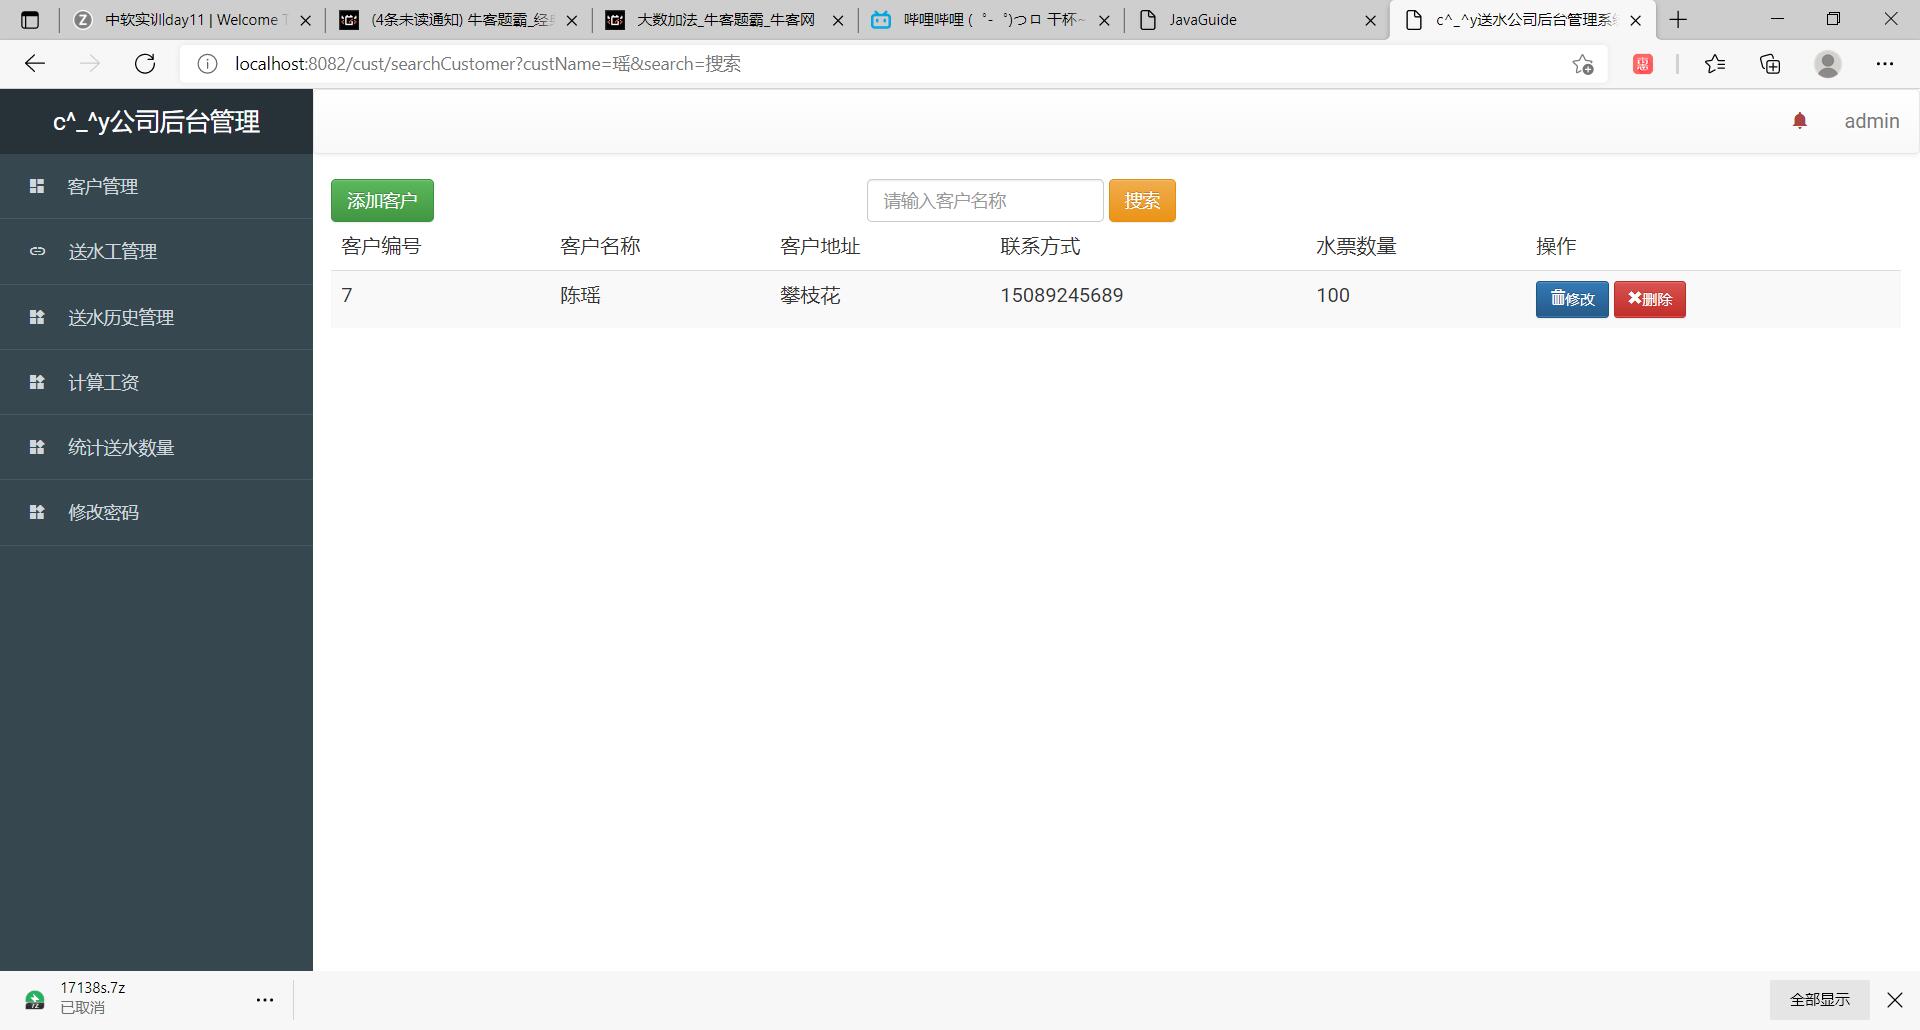 中软实训day11 | Welcome T
(4条未读通知) 牛客题霸_经典
大数加法_牛客题霸_牛客网
哔哩哔哩 (゜-゜)つロ 干杯~
JavaGuide
c^_^y送水公司后台管理系统
localhost:8082/cust/searchCustomer?custName=瑶&search=搜索
惠
c^_^y公司后台管理
admin
客户管理
送水工管理
送水历史管理
计算工资
统计送水数量
修改密码
添加客户
请输入客户名称
搜索
客户编号 客户名称 客户地址 联系方式 水票数量 操作
7 陈瑶 攀枝花 15089245689 100 修改 删除
17138s.7z
已取消
全部显示